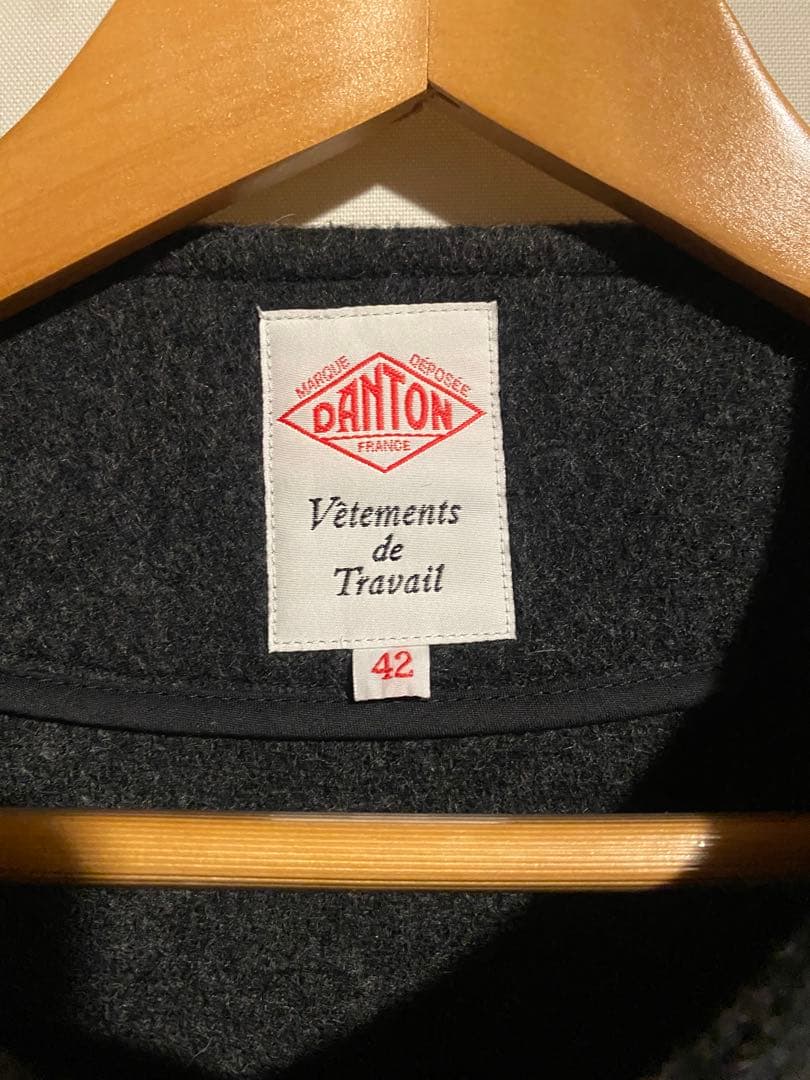 MARQUE DÉPOSÉE
DANTON
FRANCE
Vêtements
de
Travail
42